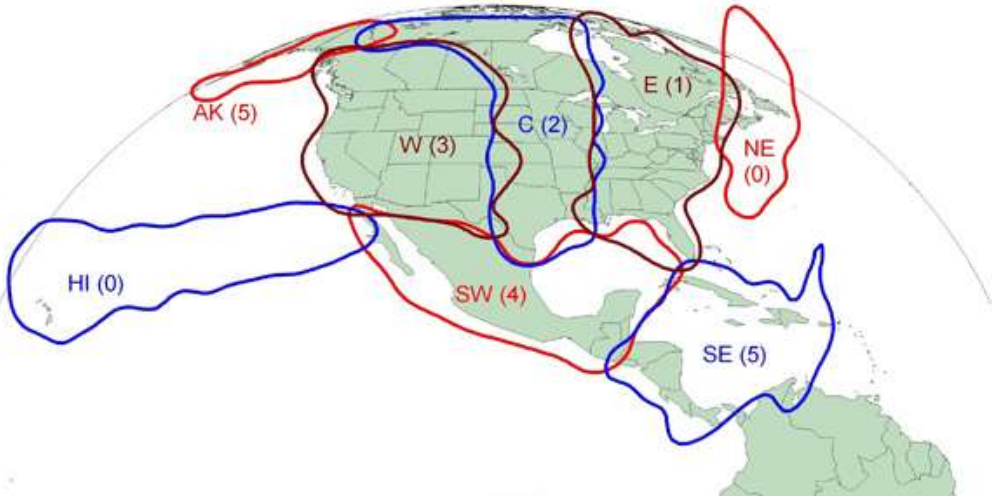 E (1)
AK (5)
C (2)
W (3)
NE
(0)
HI (0)
SW (4)
SE (5)